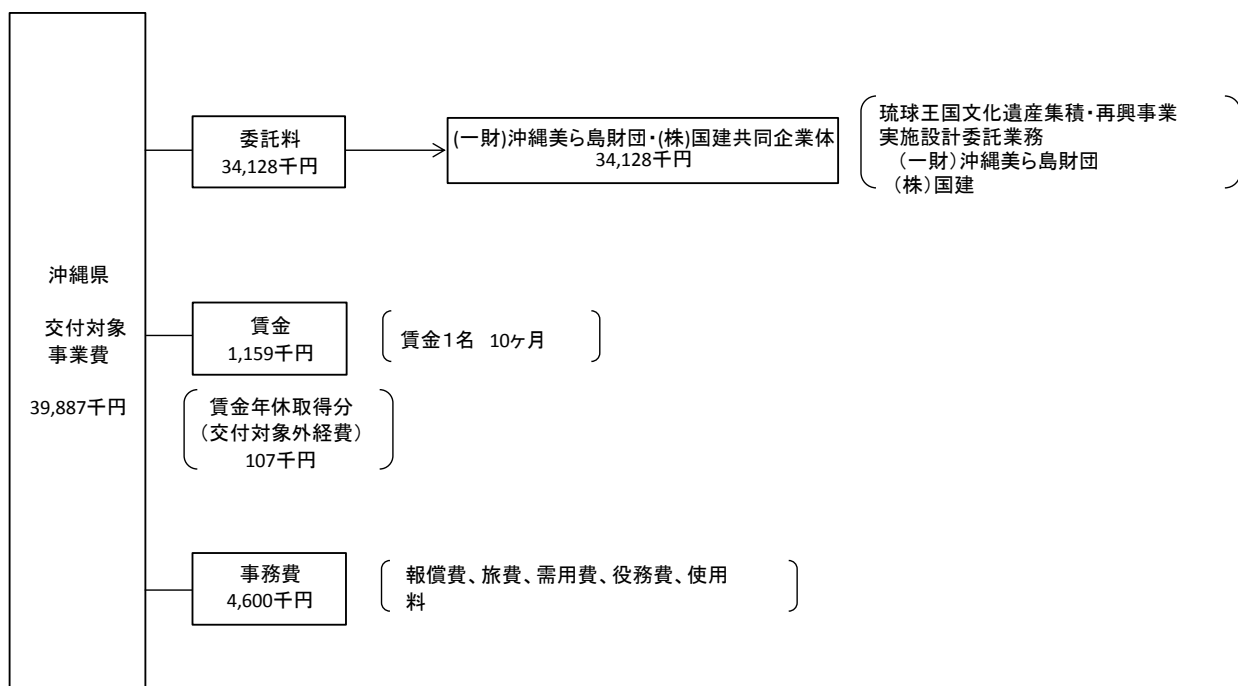 沖縄県
交付対象
事業費
39,887千円
委託料
34,128千円
(一財)沖縄美ら島財団・(株)国建共同企業体
34,128千円
琉球王国文化遺産集積・再興事業
実施設計委託業務
(一財)沖縄美ら島財団
(株)国建
賃金
1,159千円
賃金1名 10ヶ月
賃金年休取得分
(交付対象外経費)
107千円
事務費
4,600千円
報償費、旅費、需用費、役務費、使用
料